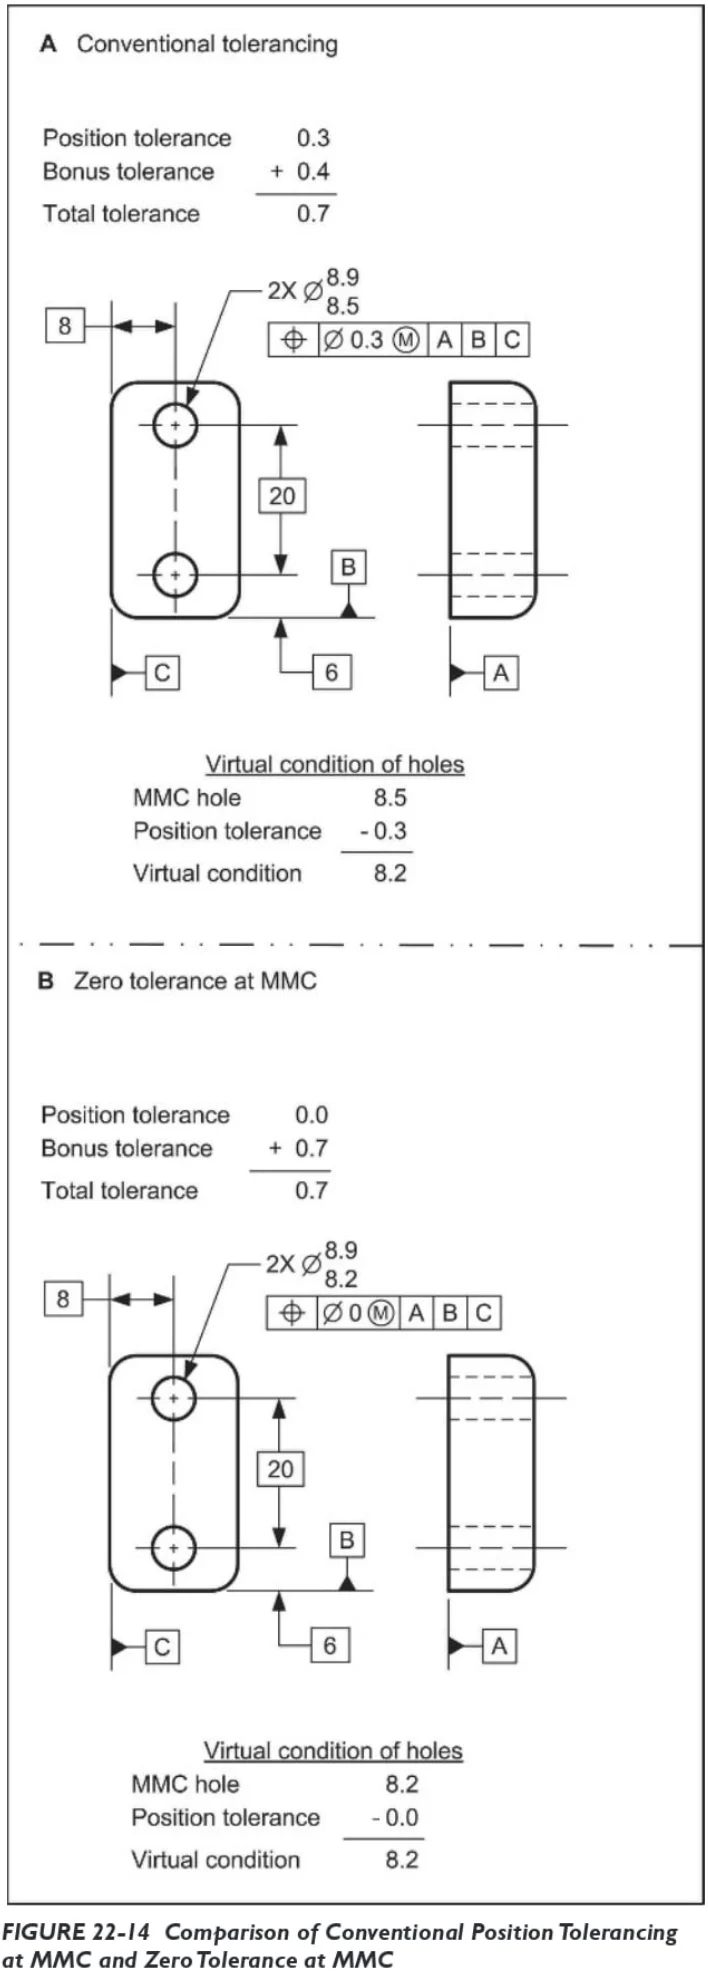 A Conventional tolerancing
Position tolerance 0.3
Bonus tolerance + 0.4
Total tolerance 0.7
2X ⌀ 8.9
8.5
8
⌖ ⌀ 0.3 Ⓜ A B C
20
B
C
6
A
Virtual condition of holes
MMC hole 8.5
Position tolerance - 0.3
Virtual condition 8.2
B Zero tolerance at MMC
Position tolerance 0.0
Bonus tolerance + 0.7
Total tolerance 0.7
2X ⌀ 8.9
8.2
8
⌖ ⌀ 0 Ⓜ A B C
20
B
C
6
A
Virtual condition of holes
MMC hole 8.2
Position tolerance - 0.0
Virtual condition 8.2
FIGURE 22-14 Comparison of Conventional Position Tolerancing
at MMC and Zero Tolerance at MMC